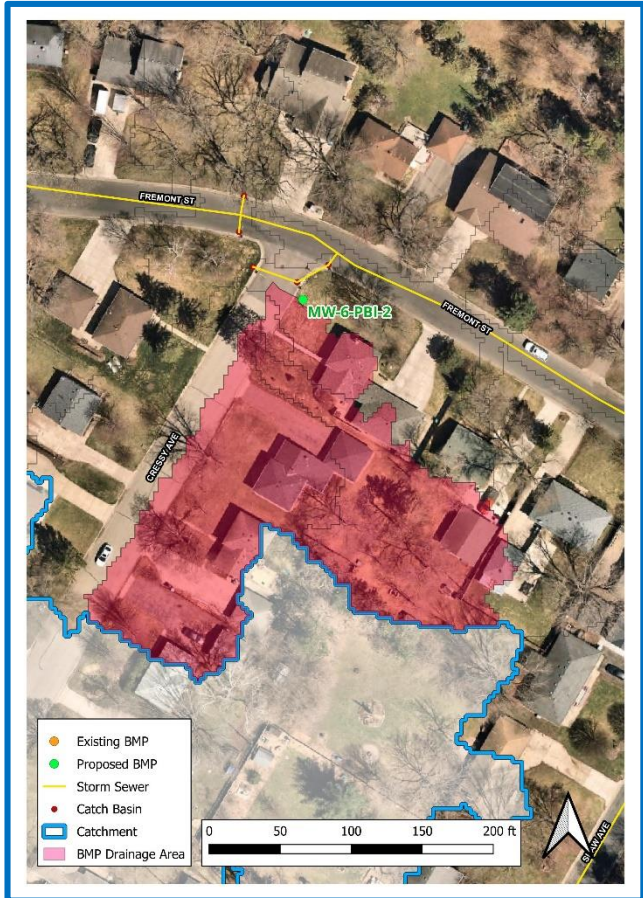 FREMONT ST
MW-6-PBI-2
FREMONT ST
CRESSY AVE
Existing BMP
Proposed BMP
Storm Sewer
Catch Basin
Catchment
BMP Drainage Area
0 50 100 150 200 ft
AVE